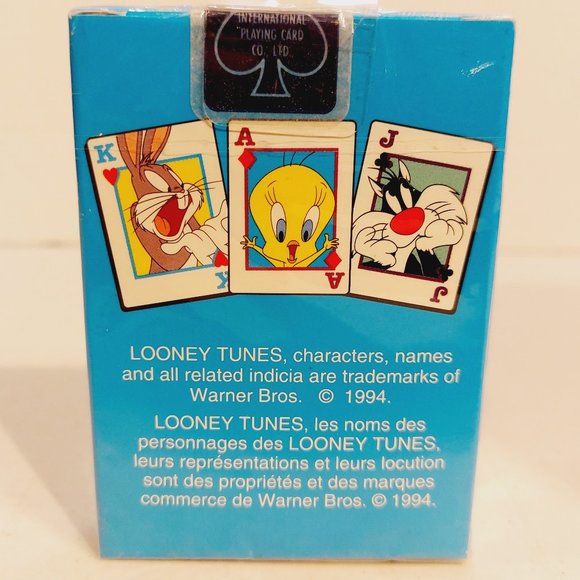 INTERNATIONAL
PLAYING CARD
CO., LTD.
K
K
A
A
J
J
LOONEY TUNES, characters, names
and all related indicia are trademarks of
Warner Bros. © 1994.
LOONEY TUNES, les noms des
personnages des LOONEY TUNES,
leurs représentations et leurs locution
sont des propriétés et des marques
commerce de Warner Bros. © 1994.